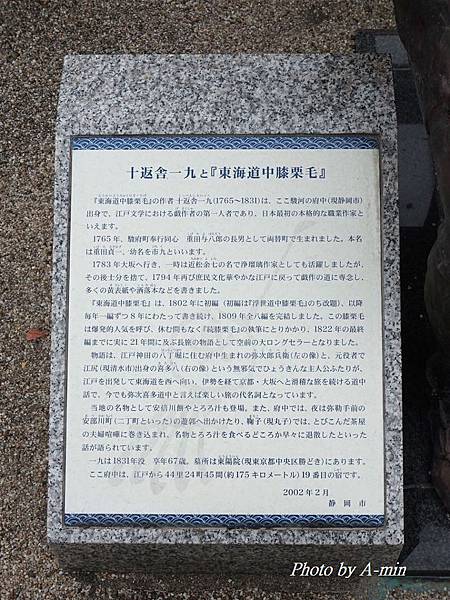 十返舎一九と『東海道中膝栗毛』
『東海道中膝栗毛』の作者十返舎一九(1765〜1831)は、ここ駿河の府中(現静岡市)
出身で、江戸文学における戯作者の第一人者であり、日本最初の本格的な職業作家と
いえます。
1765年、駿府町奉行同心 重田与八郎の長男として両替町で生まれました。本名
は重田貞一、幼名を市九といいます。
1783年大坂へ行き、一時は近松余七の名で浄瑠璃作家としても活躍しましたが、
その後士分を捨て、1794年再び庶民文化華やかな江戸に戻って戯作の道に専念し、
多くの黄表紙や洒落本などを書きました。
『東海道中膝栗毛』は、1802年に初編(初編は『浮世道中膝栗毛』のち改題)、以降
毎年一編ずつ8年にわたって書き続け、1809年全八編を完結しました。この膝栗毛
は爆発的人気を呼び、休む間もなく『続膝栗毛』の執筆にとりかかり、1822年の最終
編までに実に21年間に及ぶ長旅の物語として空前の大ロングセラーとなりました。
物語は、江戸神田の八丁堀に住む府中生まれの弥次郎兵衛(左の像)と、元役者で
江尻(現清水市)出身の喜多八(右の像)という無邪気でひょうきんな主人公ふたりが、
江戸を出発して東海道を西へ向い、伊勢を経て京都・大坂へと滑稽な旅を続ける道中
話で、今でも弥次喜多道中と言えば楽しい旅の代名詞となっています。
当地の名物として安倍川餅やとろろ汁も登場。また、府中では、夜は弥勒手前の
安部川町(二丁町といった)の遊郭へ出かけたり、鞠子(現丸子)では、とびこんだ茶屋
の夫婦喧嘩に巻き込まれ、名物とろろ汁を食べるどころか早々に退散したといった
話が語られています。
一九は1831年没 享年67歳。墓所は東陽院(現東京都中央区勝どき)にあります。
ここ府中は、江戸から44里24町45間(約175キロメートル)19番目の宿です。
2002年2月
静岡市
Photo by A-min